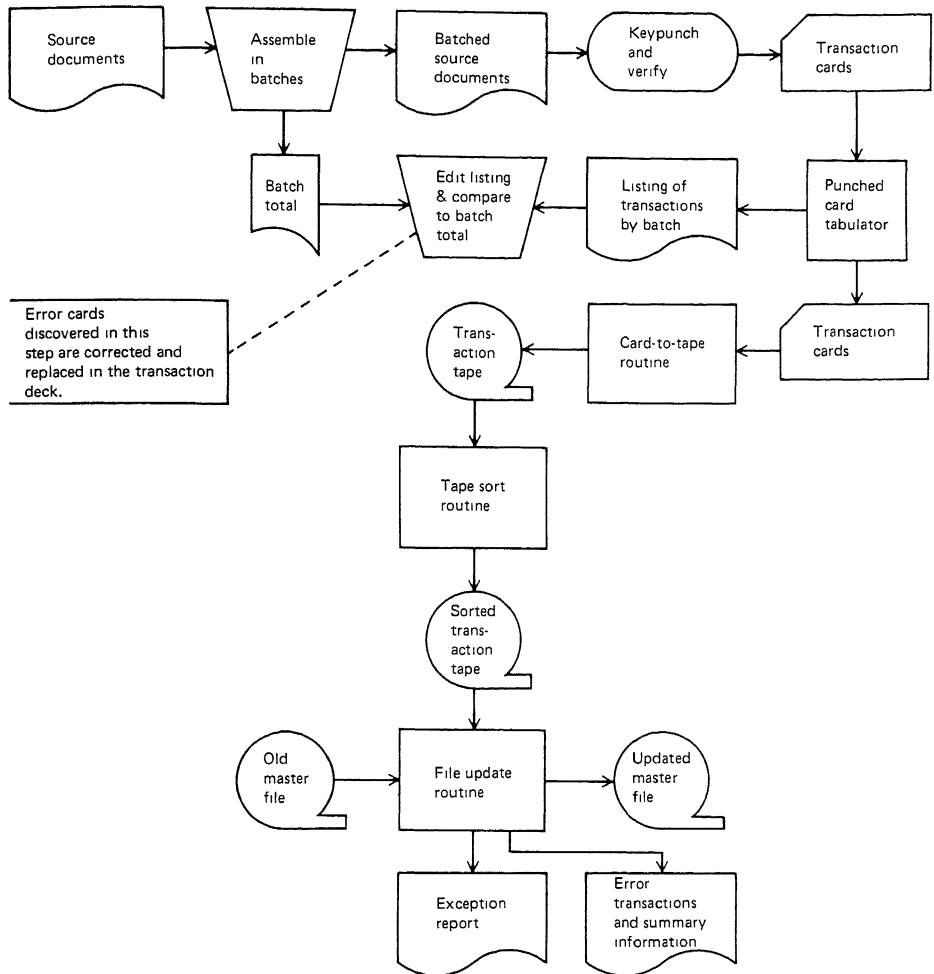 Source
documents
Assemble
in
batches
Batched
source
documents
Keypunch
and
verify
Transaction
cards
Batch
total
Edit listing
& compare
to batch
total
Listing of
transactions
by batch
Punched
card
tabulator
Error cards
discovered in this
step are corrected and
replaced in the transaction
deck.
Trans-
action
tape
Card-to-tape
routine
Transaction
cards
Tape sort
routine
Sorted
trans-
action
tape
Old
master
file
File update
routine
Updated
master
file
Exception
report
Error
transactions
and summary
information